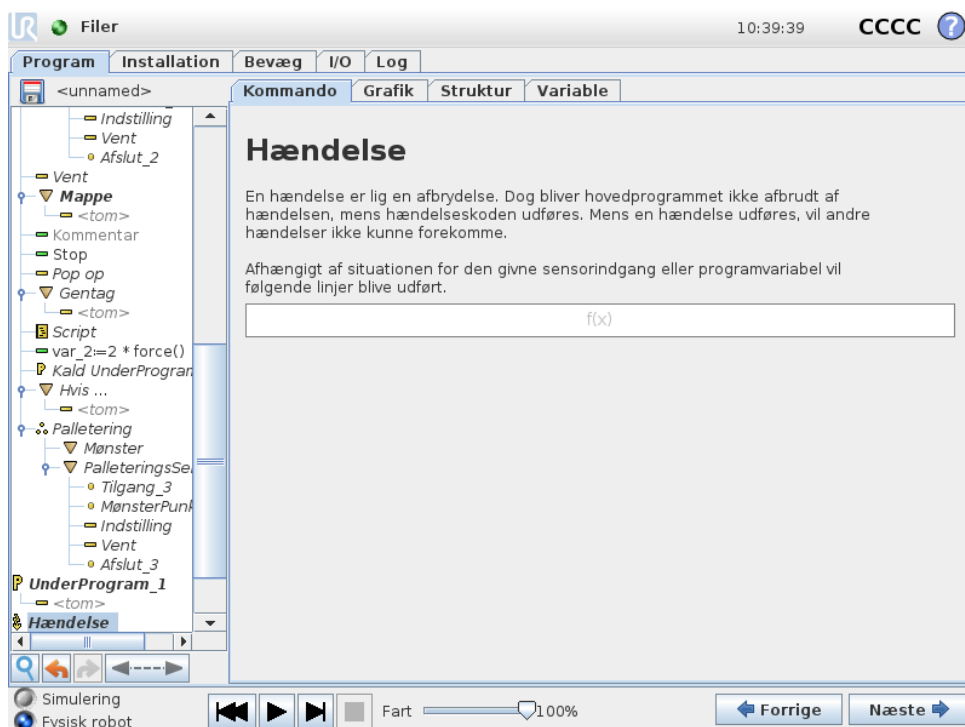 UR Filer 10:39:39 CCCC ?
Program Installation Bevæg I/O Log
<unnamed> Kommando Grafik Struktur Variable
Indstilling
Vent
Afslut_2
Vent
Mappe
<tom>
Kommentar
Stop
Pop op
Gentag
<tom>
Script
var_2:=2 * force()
P Kald UnderProgran
Hvis ...
<tom>
Palletering
Mønster
PalleteringsSe
Tilgang_3
MønsterPunk
Indstilling
Vent
Afslut_3
P UnderProgram_1
<tom>
Hændelse
Hændelse
En hændelse er lig en afbrydelse. Dog bliver hovedprogrammet ikke afbrudt af
hændelsen, mens hændelseskoden udføres. Mens en hændelse udføres, vil andre
hændelser ikke kunne forekomme.
Afhængigt af situationen for den givne sensorindgang eller programvariabel vil
følgende linjer blive udført.
f(x)
Simulering
Fysisk robot
Fart 100%
Forrige Næste